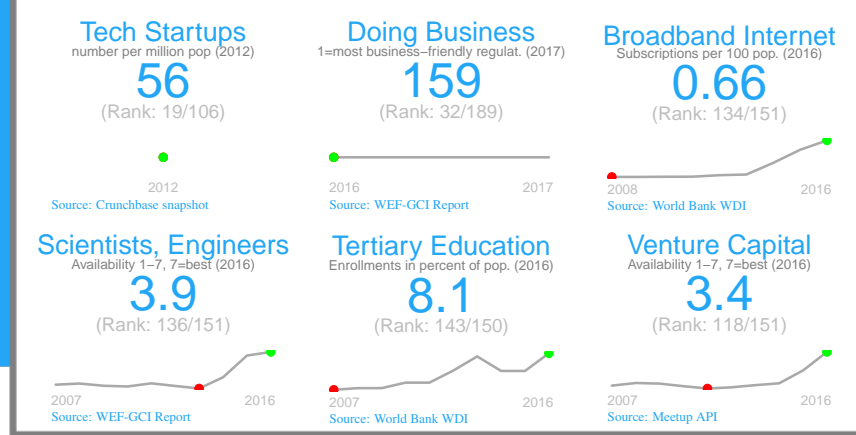 Tech Startups
number per million pop (2012)
56
(Rank: 19/106)
2012
Source: Crunchbase snapshot
Doing Business
1=most business−friendly regulat. (2017)
159
(Rank: 32/189)
2016 2017
Source: WEF-GCI Report
Broadband Internet
Subscriptions per 100 pop. (2016)
0.66
(Rank: 134/151)
2008 2016
Source: World Bank WDI
Scientists, Engineers
Availability 1−7, 7=best (2016)
3.9
(Rank: 136/151)
2007 2016
Source: WEF-GCI Report
Tertiary Education
Enrollments in percent of pop. (2016)
8.1
(Rank: 143/150)
2007 2016
Source: World Bank WDI
Venture Capital
Availability 1−7, 7=best (2016)
3.4
(Rank: 118/151)
2007 2016
Source: Meetup API